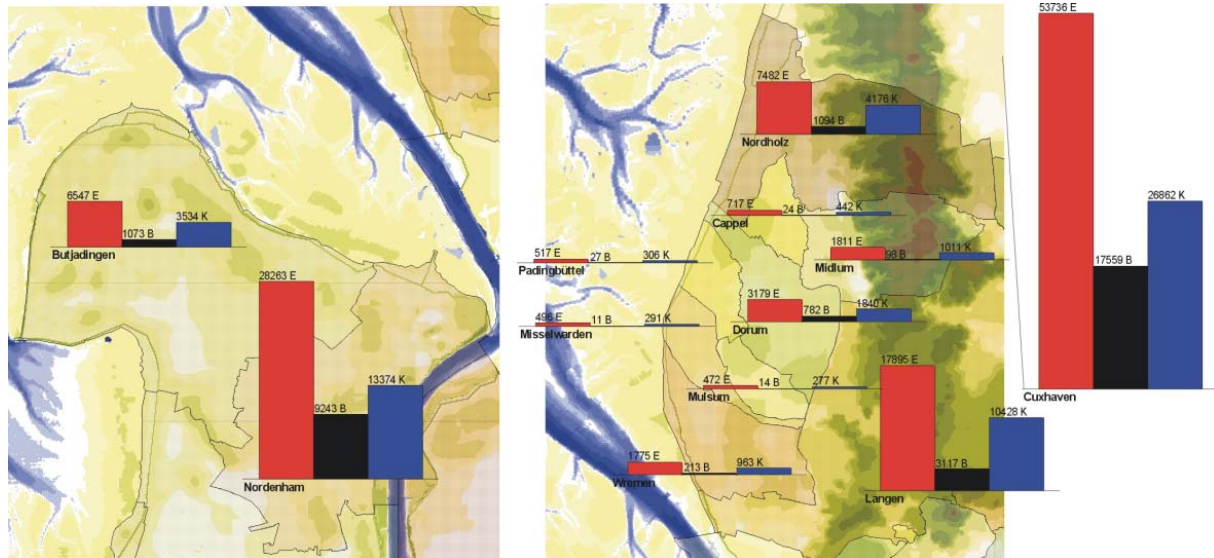 6547 E
1073 B
3534 K
Butjadingen
28263 E
9243 B
13374 K
Nordenham
7482 E
1094 B
4176 K
Nordholz
717 E
24 B
442 K
Cappel
517 E
27 B
306 K
Padingbüttel
1811 E
98 B
1011 K
Midlum
3179 E
782 B
1840 K
Dorum
496 E
11 B
291 K
Misselwarden
472 E
14 B
277 K
Mulsum
17895 E
3117 B
10428 K
Langen
1775 E
213 B
963 K
Wremen
53736 E
17559 B
26862 K
Cuxhaven